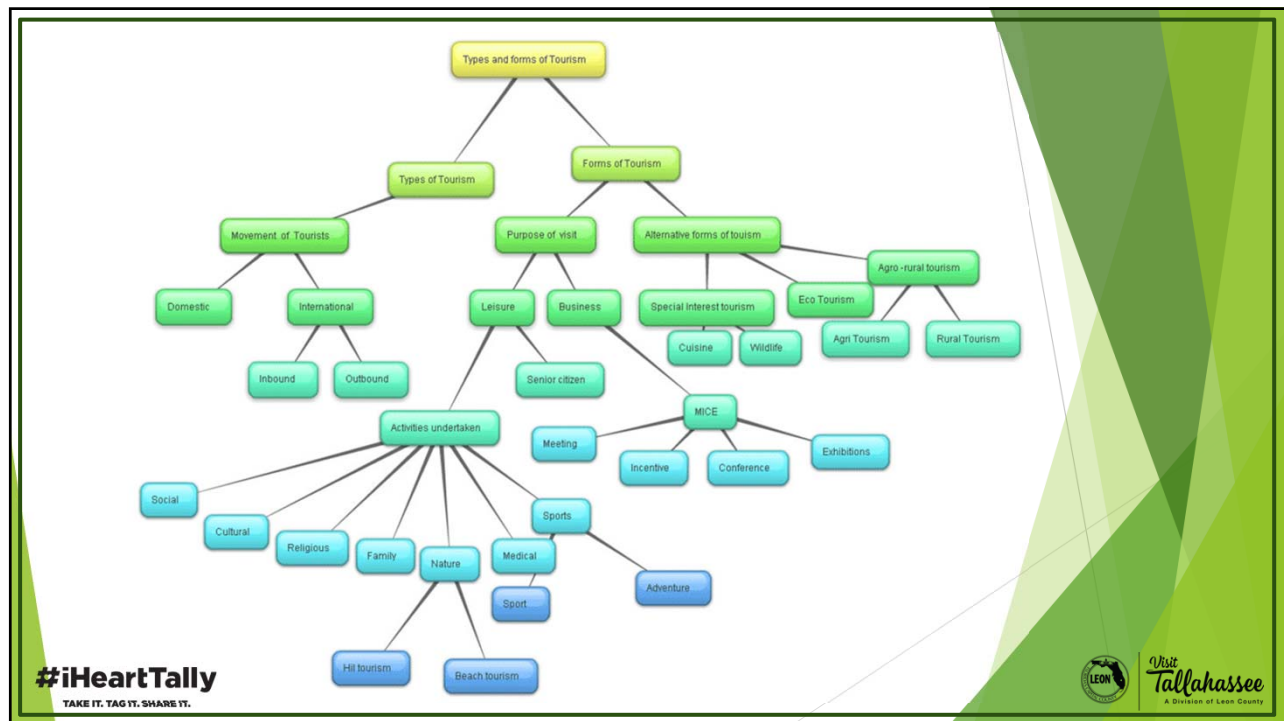 Types and forms of Tourism
Types of Tourism
Forms of Tourism
Movement of Tourists
Purpose of visit
Alternative forms of touism
Agro -rural tourism
Domestic
International
Leisure
Business
Special Interest tourism
Eco Tourism
Cuisine
Wildlife
Agri Tourism
Rural Tourism
Inbound
Outbound
Senior citizen
Activities undertaken
MICE
Meeting
Incentive
Conference
Exhibitions
Social
Cultural
Religious
Family
Nature
Medical
Sports
Sport
Adventure
Hil tourism
Beach tourism
#iHeartTally
TAKE IT. TAG IT. SHARE IT.
LEON
Visit
Tallahassee
A Division of Leon County